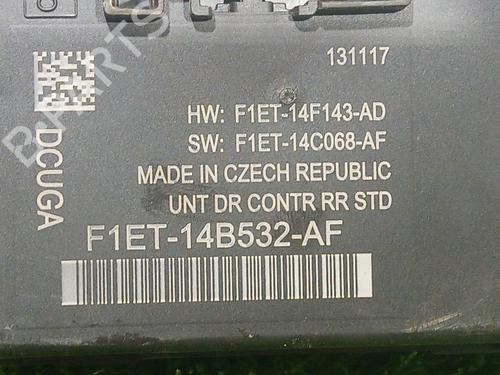 131117
HW: F1ET-14F143-AD
SW: F1ET-14C068-AF
MADE IN CZECH REPUBLIC
UNT DR CONTR RR STD
DCUGA
F1ET-14B532-AF
B-PARTS